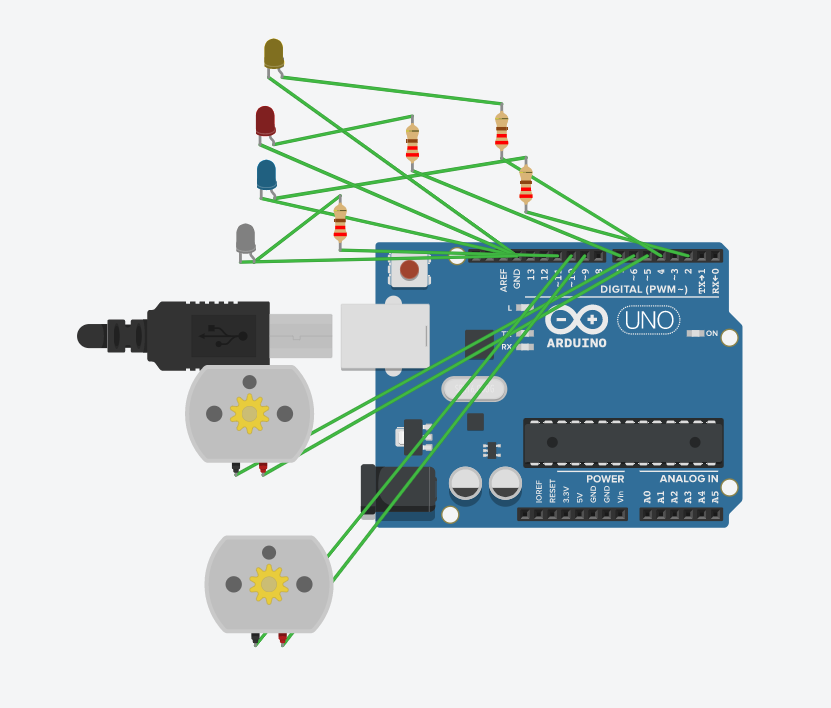 AREF
GND
13
12
~11
~10
~9
8
~6
~5
4
~3
2
TX→1
RX←0
DIGITAL (PWM~)
L
RX
UNO
ON
ARDUINO
IOREF
RESET
3.3V
5V
GND
GND
Vin
POWER
ANALOG IN
A0
A1
A2
A3
A4
A5